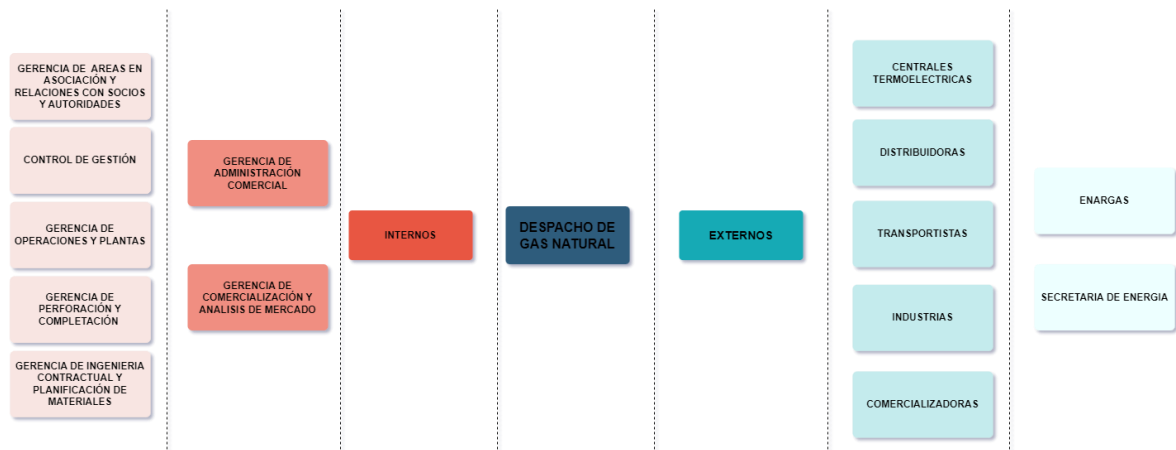 GERENCIA DE  AREAS EN
ASOCIACIÓN Y
RELACIONES CON SOCIOS
Y AUTORIDADES
CONTROL DE GESTIÓN
GERENCIA DE
OPERACIONES Y PLANTAS
GERENCIA DE
PERFORACIÓN Y
COMPLETACIÓN
GERENCIA DE INGENIERIA
CONTRACTUAL Y
PLANIFICACIÓN DE
MATERIALES
GERENCIA DE
ADMINISTRACIÓN
COMERCIAL
GERENCIA DE
COMERCIALIZACIÓN Y
ANALISIS DE MERCADO
INTERNOS
DESPACHO DE
GAS NATURAL
EXTERNOS
CENTRALES
TERMOELECTRICAS
DISTRIBUIDORAS
TRANSPORTISTAS
INDUSTRIAS
COMERCIALIZADORAS
ENARGAS
SECRETARIA DE ENERGIA